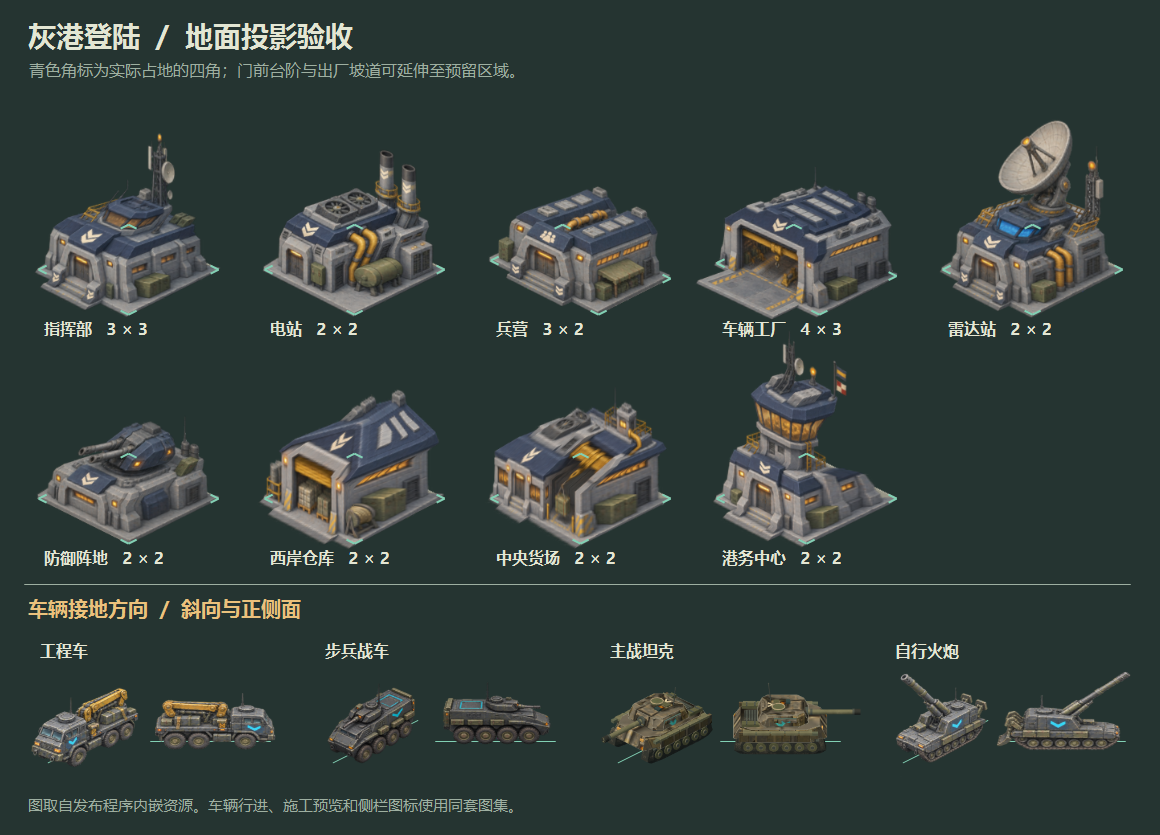 灰港登陆 / 地面投影验收
青色角标为实际占地的四角；门前台阶与出厂坡道可延伸至预留区域。
指挥部 3 × 3
电站 2 × 2
兵营 3 × 2
车辆工厂 4 × 3
雷达站 2 × 2
防御阵地 2 × 2
西岸仓库 2 × 2
中央货场 2 × 2
港务中心 2 × 2
车辆接地方向 / 斜向与正侧面
工程车
步兵战车
主战坦克
自行火炮
图取自发布程序内嵌资源。车辆行进、施工预览和侧栏图标使用同套图集。